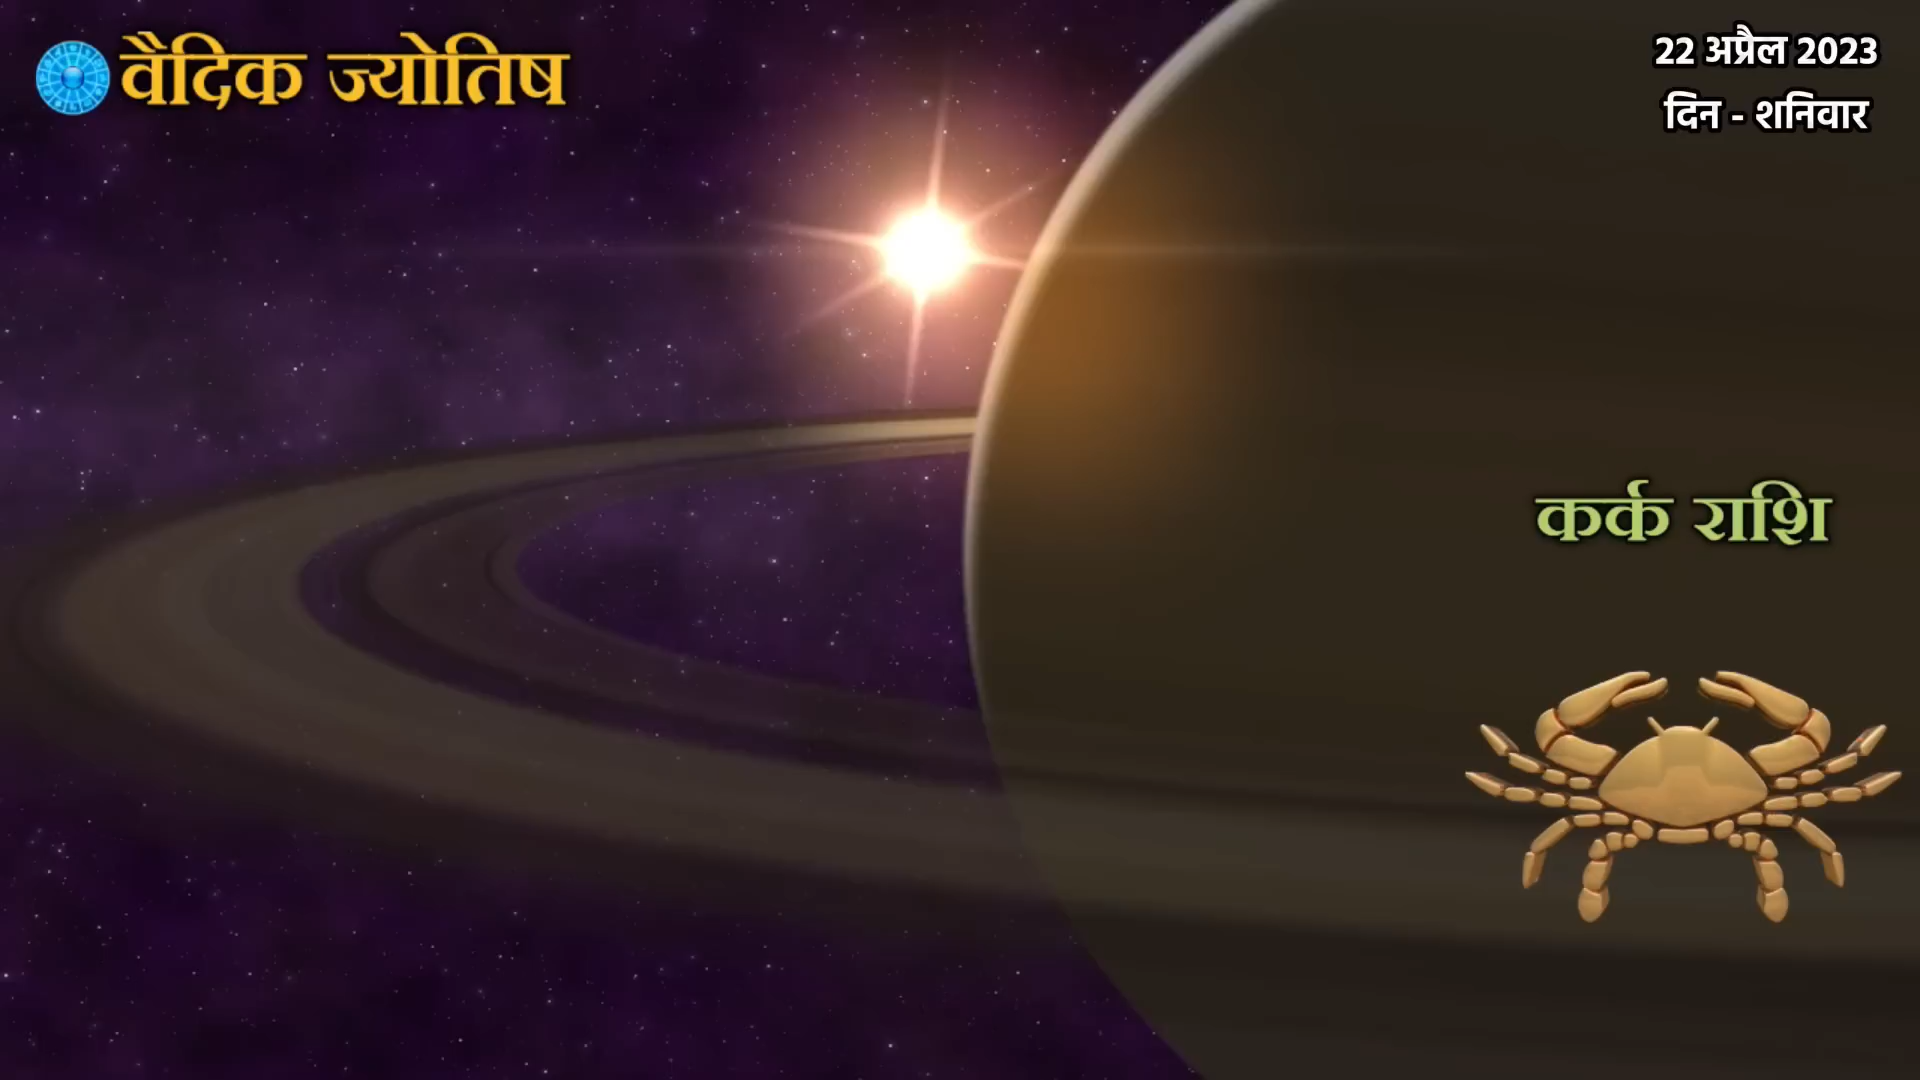 वैदिक ज्योतिष
22 अप्रैल 2023
दिन - शनिवार
कर्क राशि